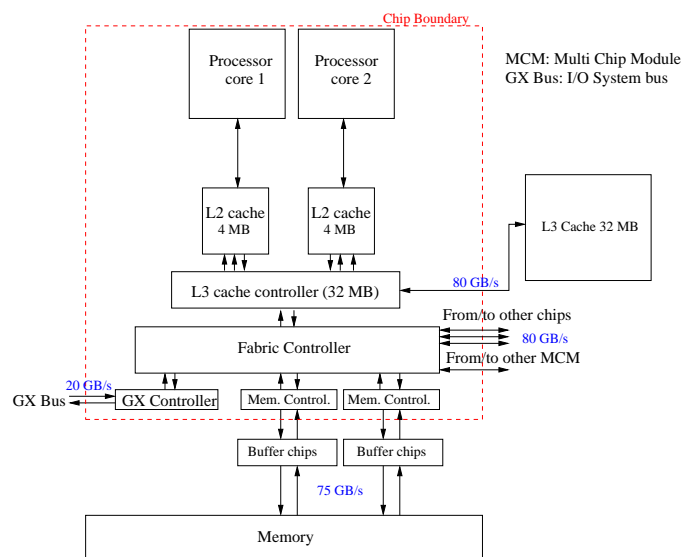 Chip Boundary
Processor
core 1
Processor
core 2
MCM: Multi Chip Module
GX Bus: I/O System bus
L2 cache
4 MB
L2 cache
4 MB
L3 Cache 32 MB
L3 cache controller (32 MB)
80 GB/s
From/to other chips
80 GB/s
Fabric Controller
From/to other MCM
20 GB/s
GX Bus
GX Controller
Mem. Control.
Mem. Control.
Buffer chips
Buffer chips
75 GB/s
Memory